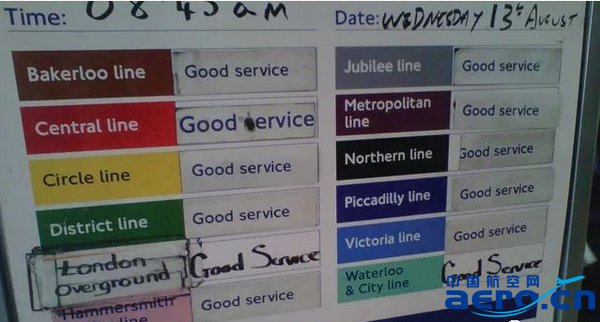 Time: 08:45am
Date: WEDNESDAY 13th AUGUST
Bakerloo line Good service
Central line Good service
Circle line Good service
District line Good service
London Overground Good Service
Hammersmith line Good service
Jubilee line Good service
Metropolitan line Good service
Northern line Good service
Piccadilly line Good service
Victoria line Good service
Waterloo & City line Good Service
中国航空网
aero.cn